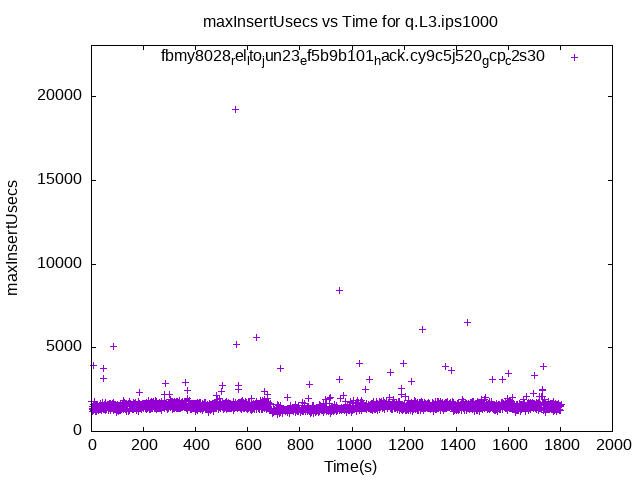 maxInsertUsecs vs Time for q.L3.ips1000
fbmy8028relltojun23ef5b9b101hack.cy9c5j520gcpc2s30
20000
15000
10000
5000
0
maxInsertUsecs
0 200 400 600 800 1000 1200 1400 1600 1800 2000
Time(s)